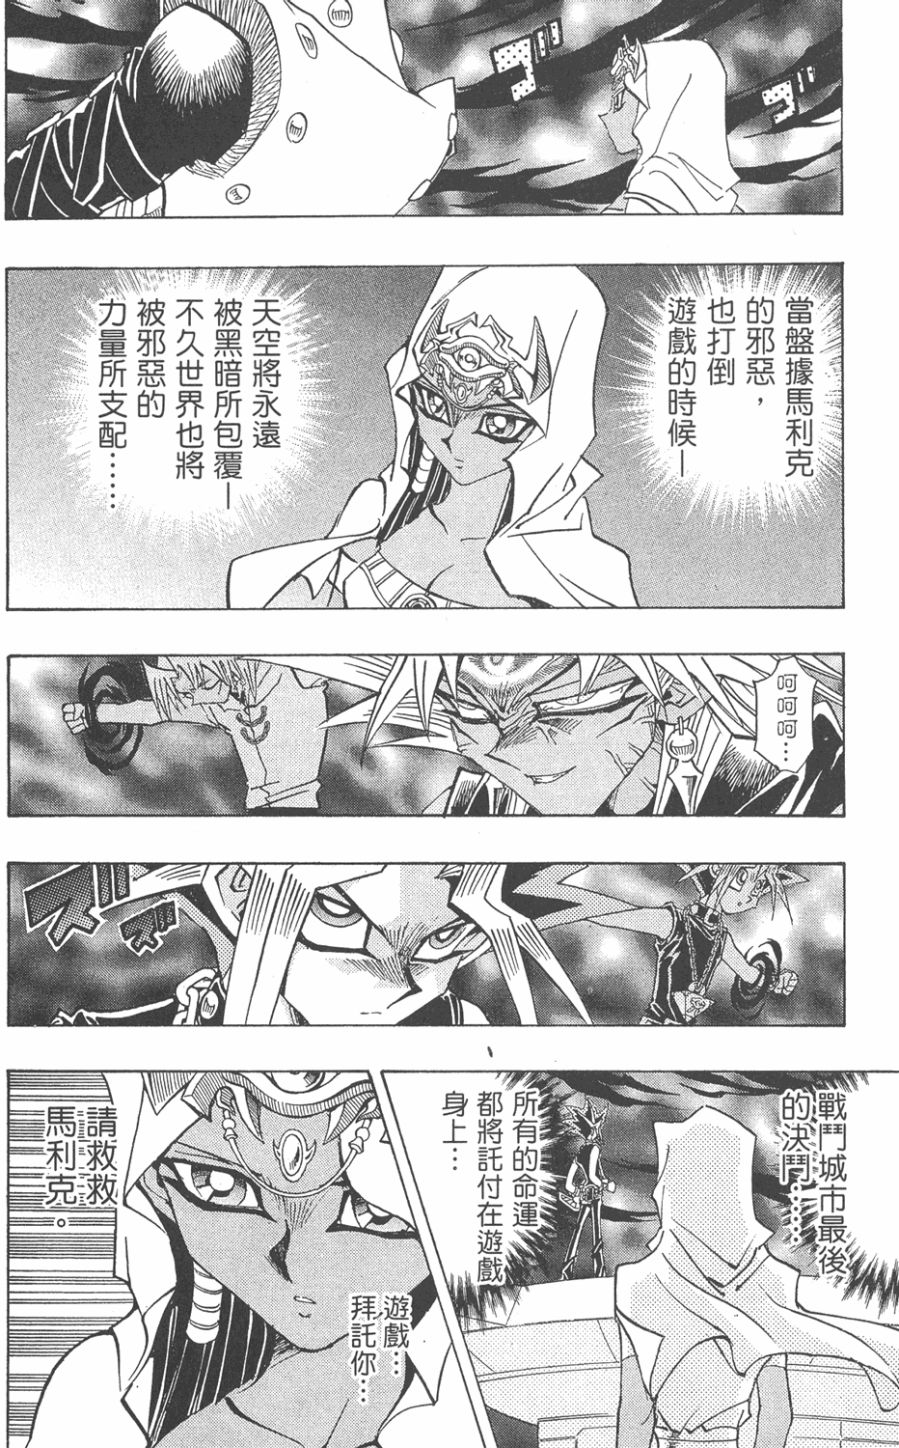 ゴ
ゴ
當盤據馬利克
的邪惡，
也打倒
遊戲的時候—
天空將永遠
被黑暗所包覆—
不久世界也將
被邪惡的
力量所支配……
呵呵呵…
ズ
ズ
戰鬥城市最後
的決鬥……
所有的命運
都將託付在遊戲
身上…
遊戲…
拜託你…
請救救
馬利克。